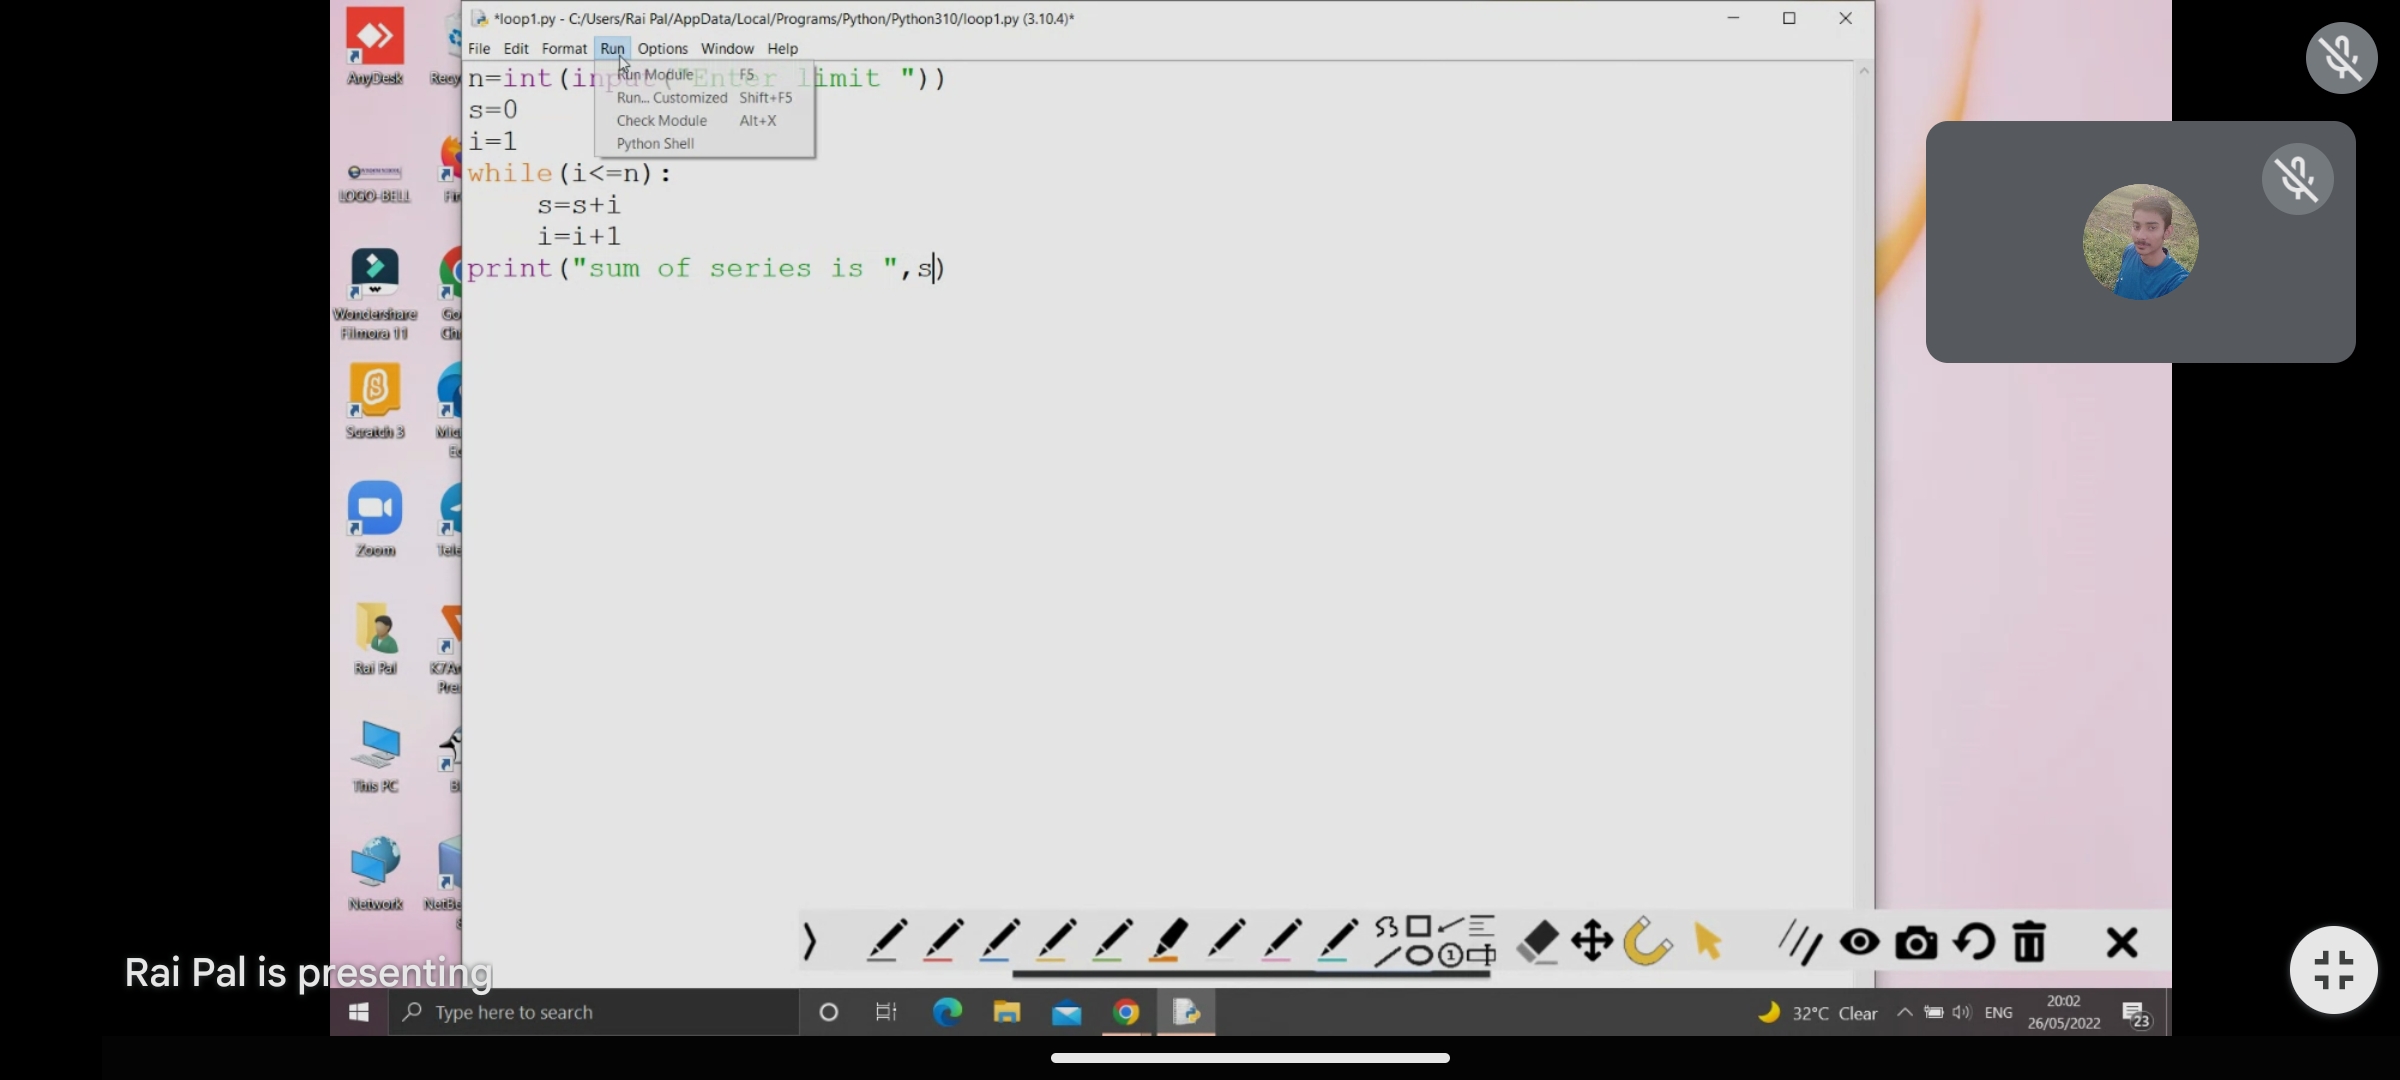 *loop1.py - C:/Users/Rai Pal/AppData/Local/Programs/Python/Python310/loop1.py (3.10.4)*
File Edit Format Run Options Window Help
n=int(input("Enter limit "))
s=0
i=1
while(i<=n):
    s=s+i
    i=i+1
print("sum of series is ",s)
Run Module F5
Run... Customized Shift+F5
Check Module Alt+X
Python Shell
AnyDesk
Recy
LOGO-BELL
Wondershare
Filmora 11
Go
Scratch 3
Zoom
Tele
Rai Pal
This PC
Network
NetBe
Rai Pal is presenting
Type here to search
32°C Clear
ENG
20:02
26/05/2022
23